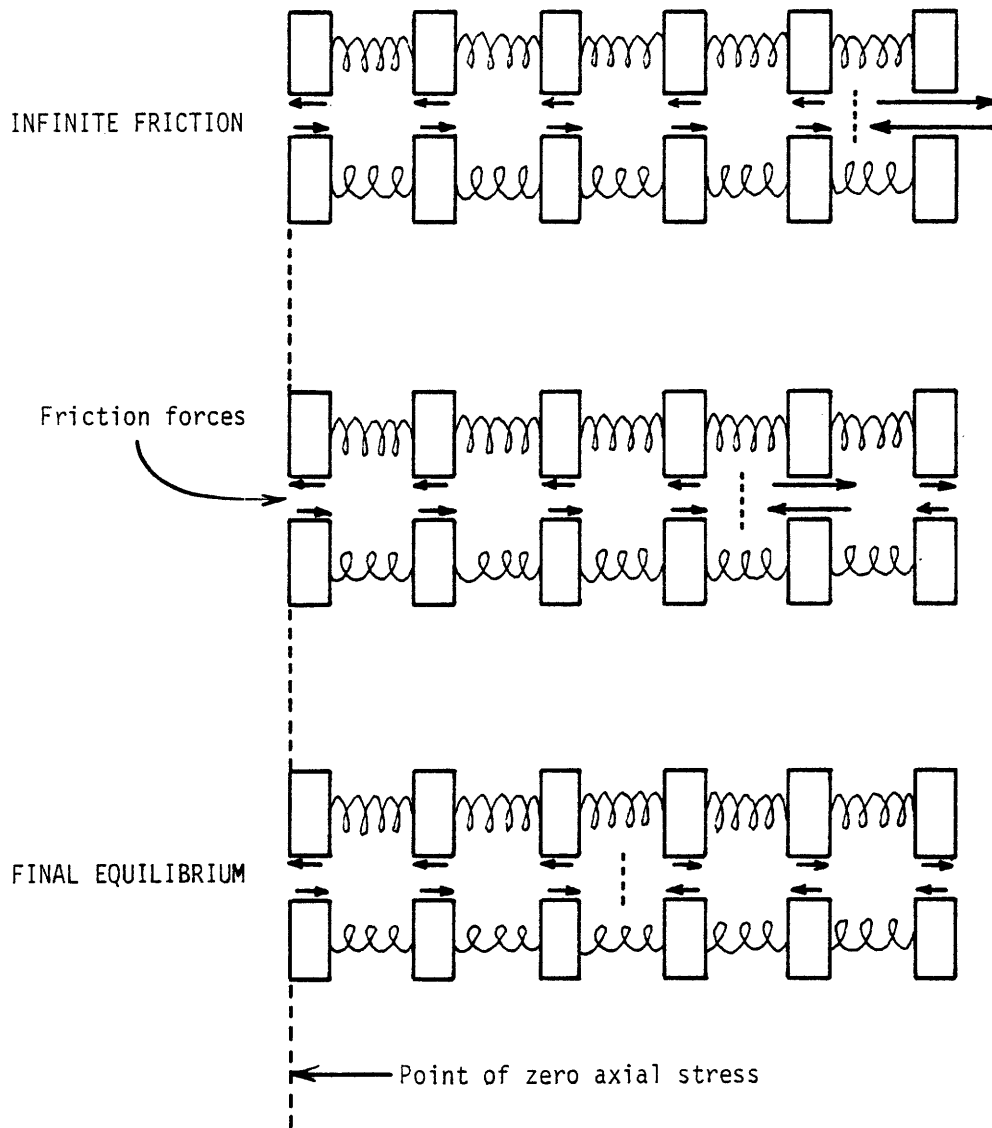 INFINITE FRICTION
Friction forces
FINAL EQUILIBRIUM
Point of zero axial stress